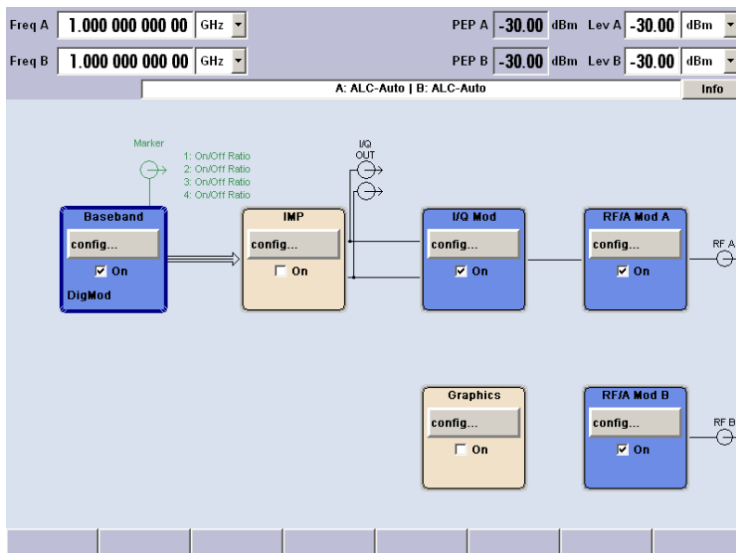 Freq A 1.000 000 000 00 GHz PEP A -30.00 dBm Lev A -30.00 dBm
Freq B 1.000 000 000 00 GHz PEP B -30.00 dBm Lev B -30.00 dBm
A: ALC-Auto | B: ALC-Auto Info
Marker
1: On/Off Ratio
2: On/Off Ratio
3: On/Off Ratio
4: On/Off Ratio
I/Q
OUT
Baseband
config...
On
DigMod
IMP
config...
On
I/Q Mod
config...
On
RF/A Mod A
config...
On
RF A
Graphics
config...
On
RF/A Mod B
config...
On
RF B